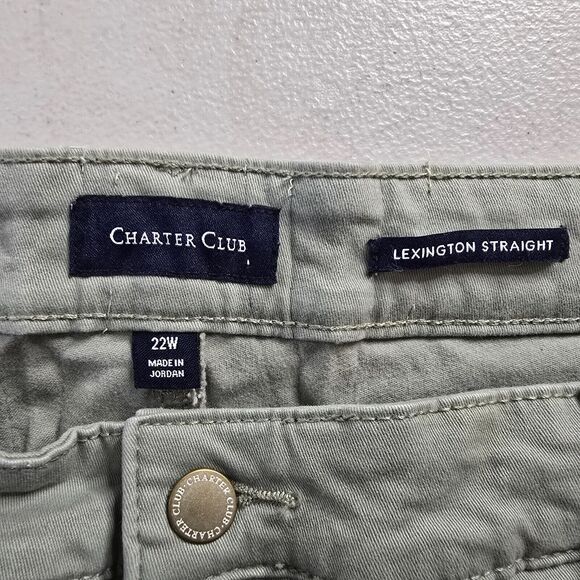 CHARTER CLUB
LEXINGTON STRAIGHT
22W
MADE IN
JORDAN
CHARTER CLUB · CHARTER CLUB ·